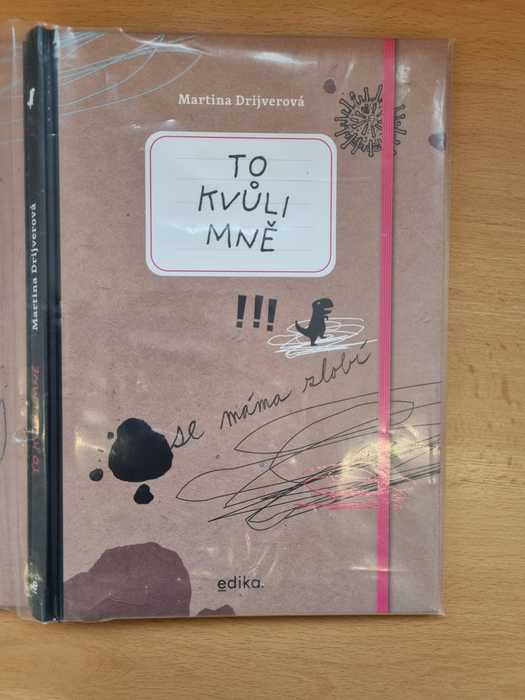 Martina Drijverová
TO
KVŮLI
MNĚ
!!!
se máma zlobí
edika.
Martina Drijverová